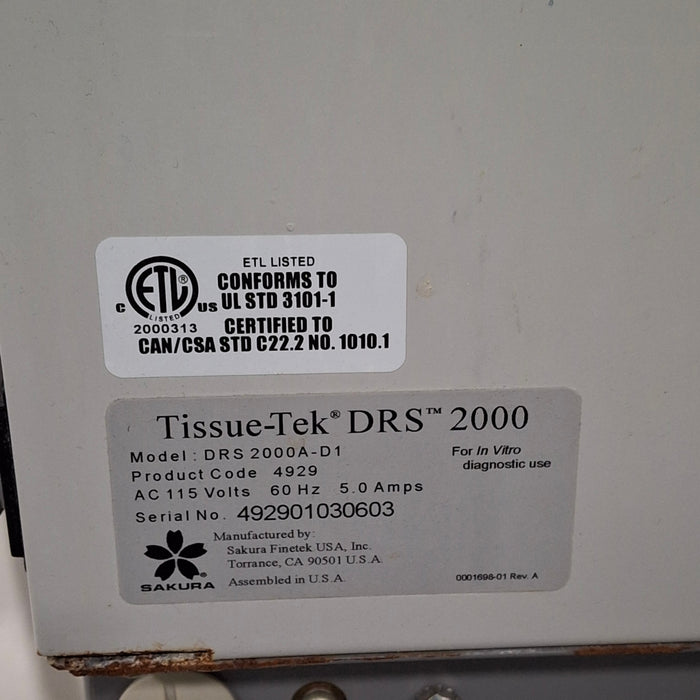 ETL LISTED
CONFORMS TO
UL STD 3101-1
CERTIFIED TO
CAN/CSA STD C22.2 NO. 1010.1
C ETL® US
LISTED
2000313
Tissue-Tek® DRS™ 2000
Model: DRS 2000A-D1
Product Code 4929
AC 115 Volts 60 Hz 5.0 Amps
Serial No. 492901030603
For In Vitro
diagnostic use
SAKURA®
Manufactured by:
Sakura Finetek USA, Inc.
Torrance, CA 90501 U.S.A.
Assembled in U.S.A.
0001698-01 Rev. A